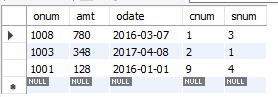 onum amt odate cnum snum
1008 780 2016-03-07 1 3
1003 348 2017-04-08 2 1
1001 128 2016-01-01 9 4
NULL NULL NULL NULL NULL